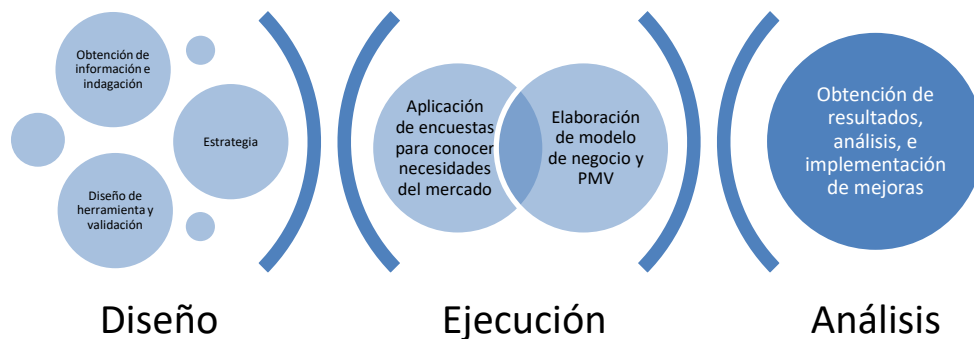 Obtención de
información e
indagación
Estrategia
Diseño de
herramienta y
validación
Diseño
Aplicación
de encuestas
para conocer
necesidades
del mercado
Elaboración
de modelo
de negocio y
PMV
Ejecución
Obtención de
resultados,
análisis, e
implementación
de mejoras
Análisis